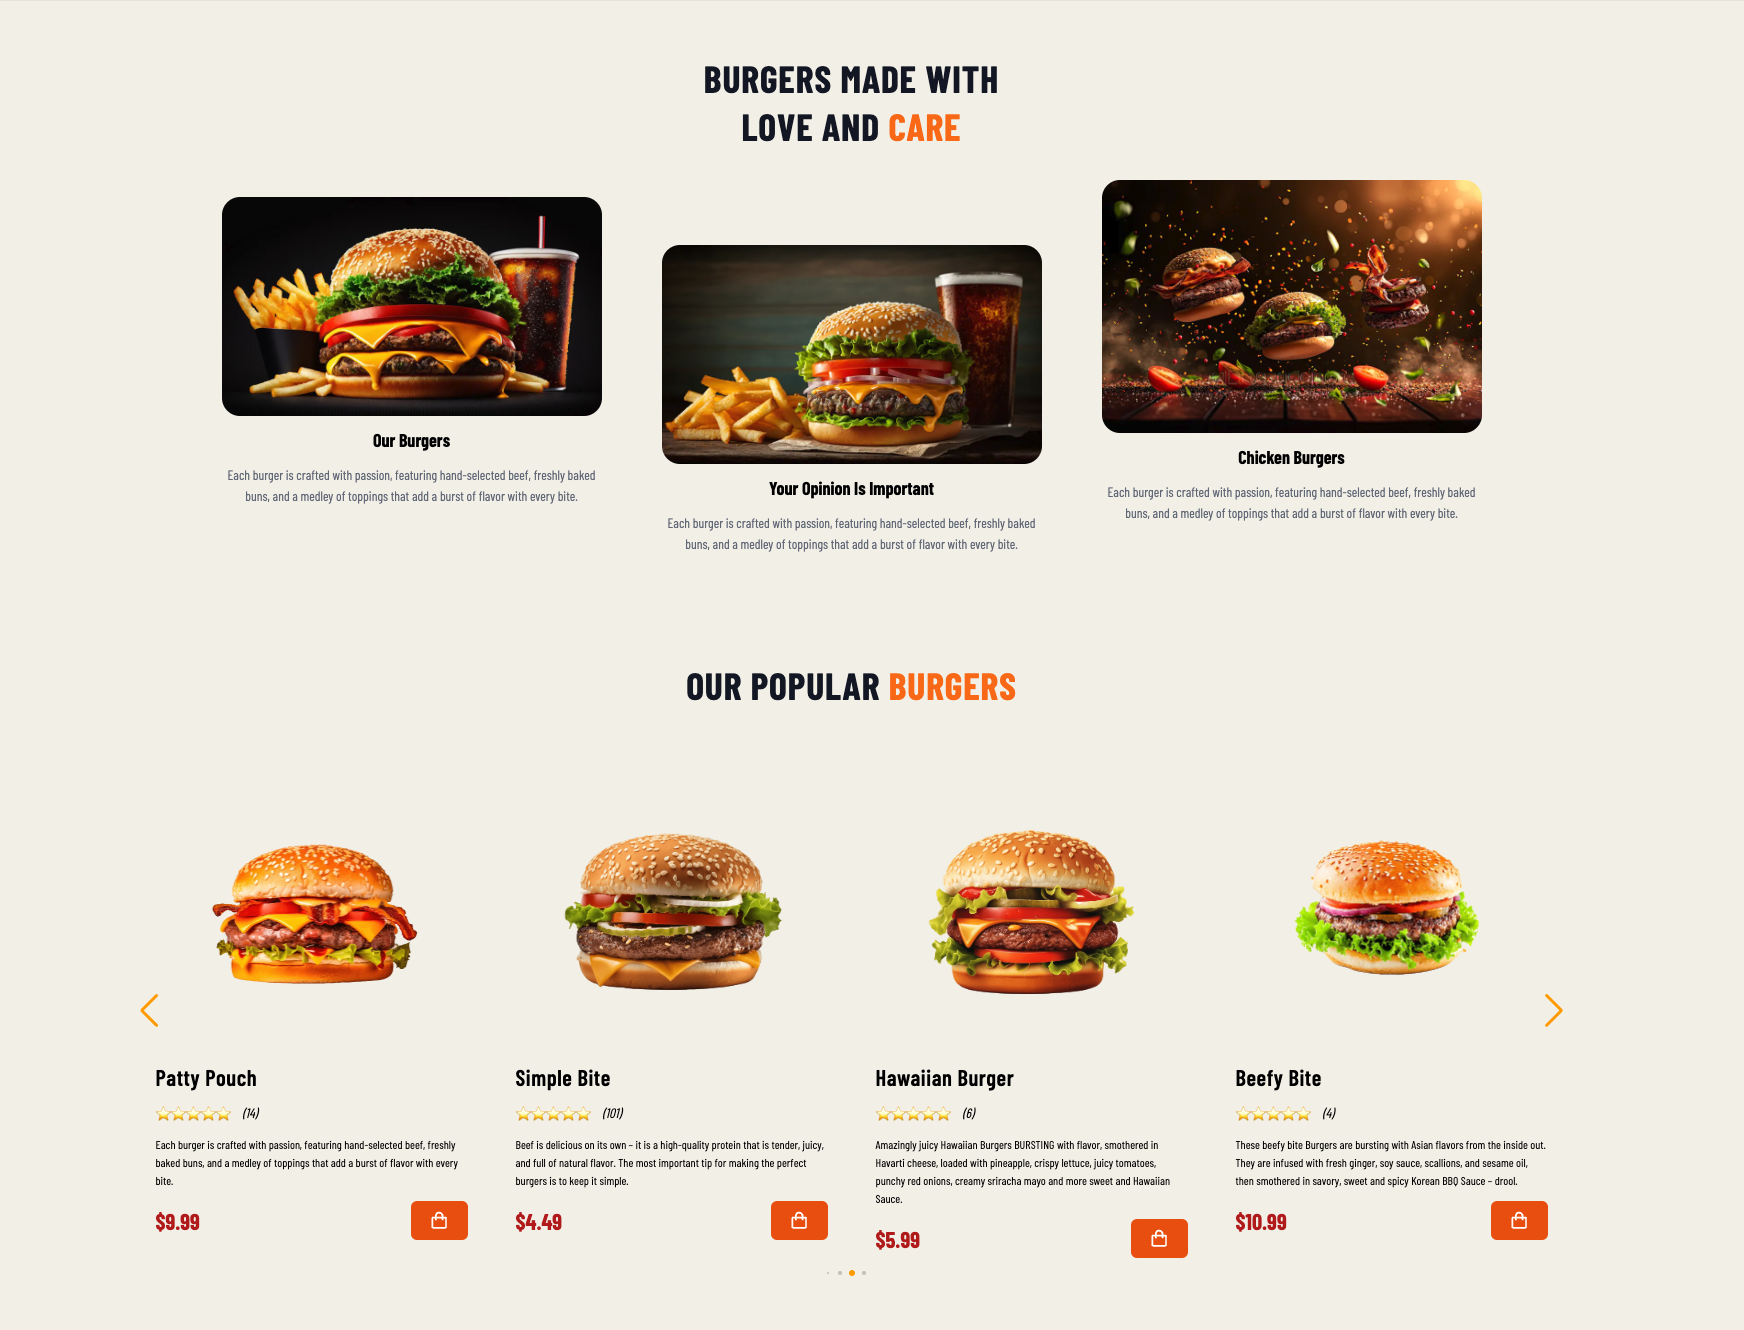 BURGERS MADE WITH
LOVE AND CARE
Our Burgers
Each burger is crafted with passion, featuring hand-selected beef, freshly baked
buns, and a medley of toppings that add a burst of flavor with every bite.
Your Opinion Is Important
Each burger is crafted with passion, featuring hand-selected beef, freshly baked
buns, and a medley of toppings that add a burst of flavor with every bite.
Chicken Burgers
Each burger is crafted with passion, featuring hand-selected beef, freshly baked
buns, and a medley of toppings that add a burst of flavor with every bite.
OUR POPULAR BURGERS
Patty Pouch
(14)
Each burger is crafted with passion, featuring hand-selected beef, freshly
baked buns, and a medley of toppings that add a burst of flavor with every
bite.
$9.99
Simple Bite
(101)
Beef is delicious on its own – it is a high-quality protein that is tender, juicy,
and full of natural flavor. The most important tip for making the perfect
burgers is to keep it simple.
$4.49
Hawaiian Burger
(6)
Amazingly juicy Hawaiian Burgers BURSTING with flavor, smothered in
Havarti cheese, loaded with pineapple, crispy lettuce, juicy tomatoes,
punchy red onions, creamy sriracha mayo and more sweet and Hawaiian
Sauce.
$5.99
Beefy Bite
(4)
These beefy bite Burgers are bursting with Asian flavors from the inside out.
They are infused with fresh ginger, soy sauce, scallions, and sesame oil,
then smothered in savory, sweet and spicy Korean BBQ Sauce – drool.
$10.99